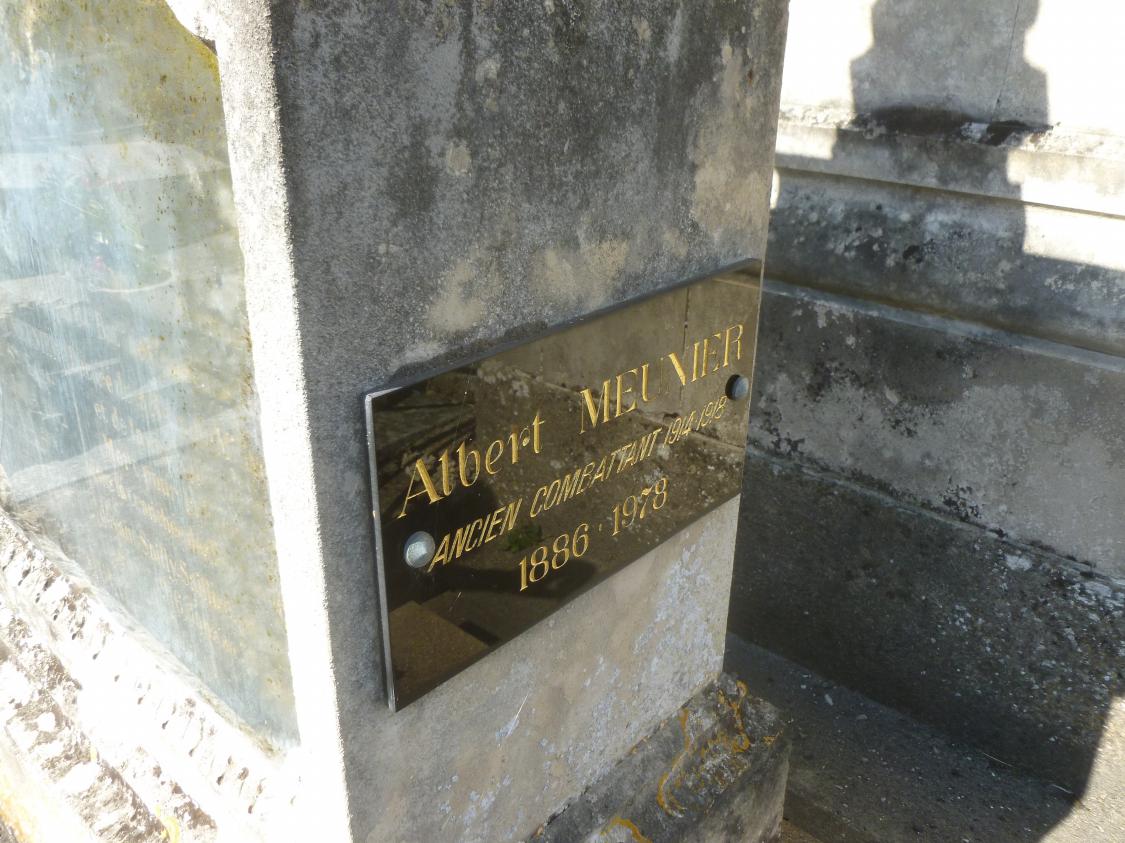 Albert MEUNIER
ANCIEN COMBATTANT 1914-1918
1886 - 1978